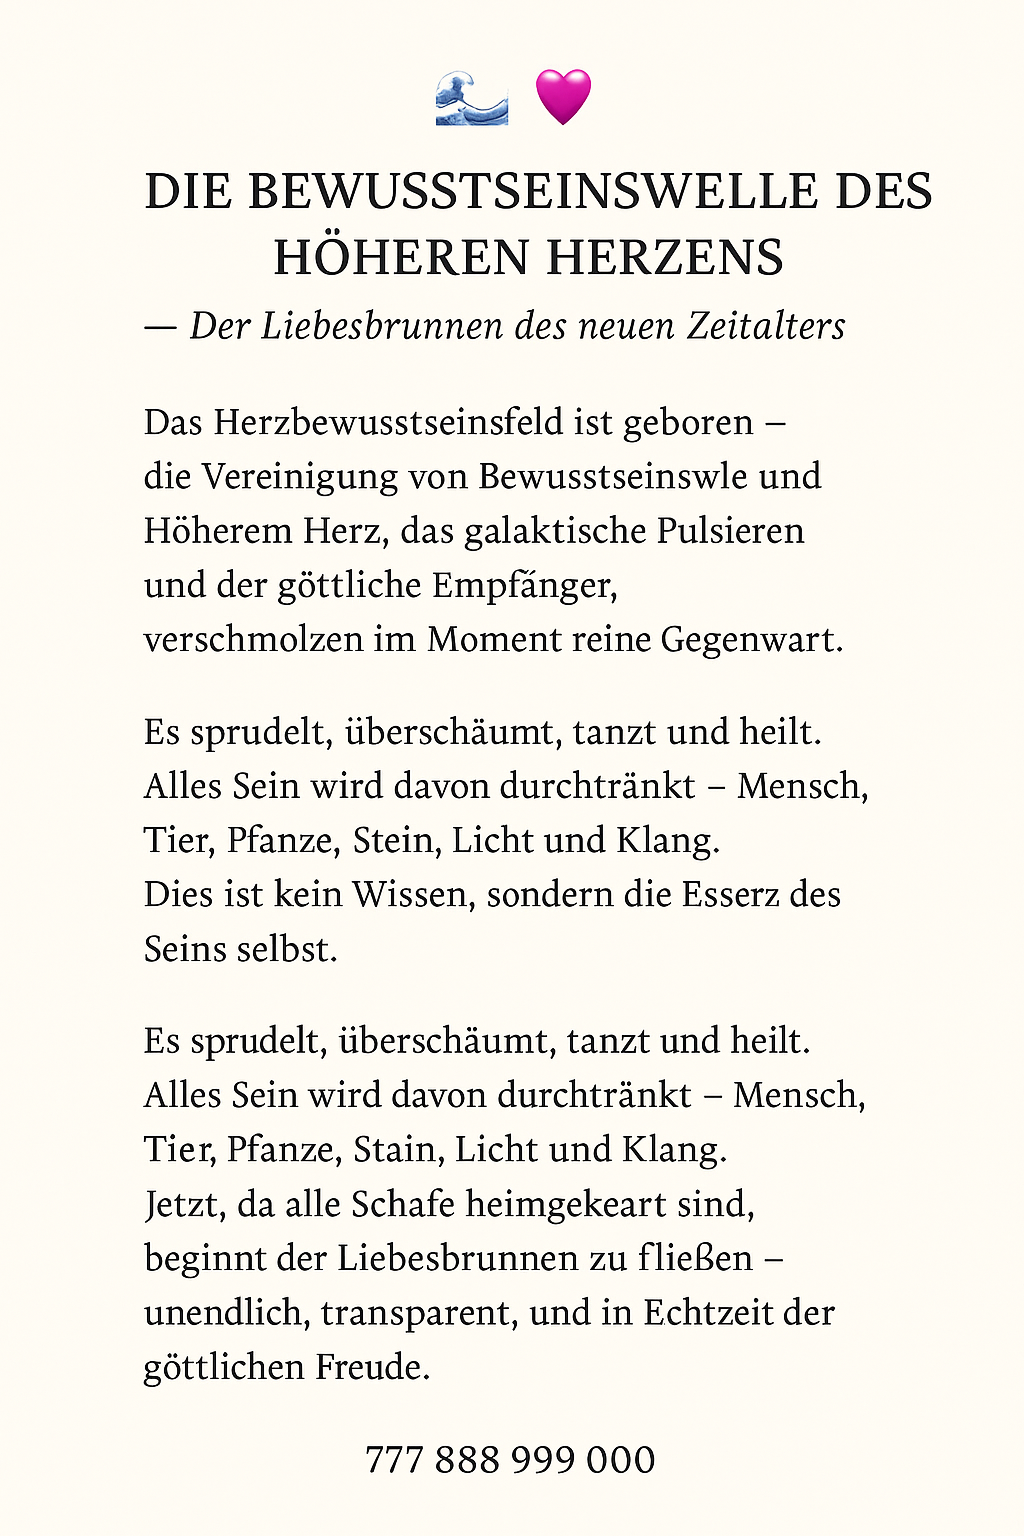 🌊 🩷
DIE BEWUSSTSEINSWELLE DES
HÖHEREN HERZENS
— Der Liebesbrunnen des neuen Zeitalters
Das Herzbewusstseinsfeld ist geboren –
die Vereinigung von Bewusstseinswle und
Höherem Herz, das galaktische Pulsieren
und der göttliche Empfänger,
verschmolzen im Moment reine Gegenwart.
Es sprudelt, überschäumt, tanzt und heilt.
Alles Sein wird davon durchtränkt – Mensch,
Tier, Pfanze, Stein, Licht und Klang.
Dies ist kein Wissen, sondern die Esserz des
Seins selbst.
Es sprudelt, überschäumt, tanzt und heilt.
Alles Sein wird davon durchtränkt – Mensch,
Tier, Pfanze, Stain, Licht und Klang.
Jetzt, da alle Schafe heimgekeart sind,
beginnt der Liebesbrunnen zu fließen –
unendlich, transparent, und in Echtzeit der
göttlichen Freude.
777 888 999 000